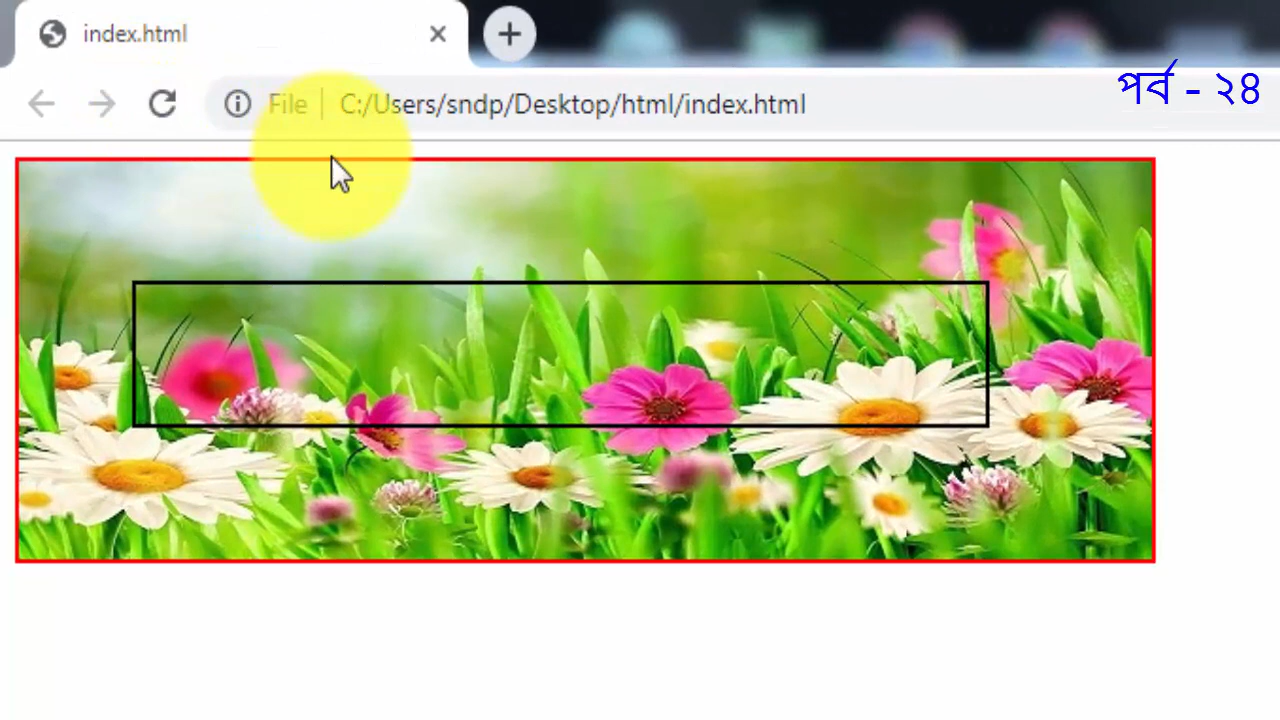 index.html
File C:/Users/sndp/Desktop/html/index.html
পর্ব - ২৪